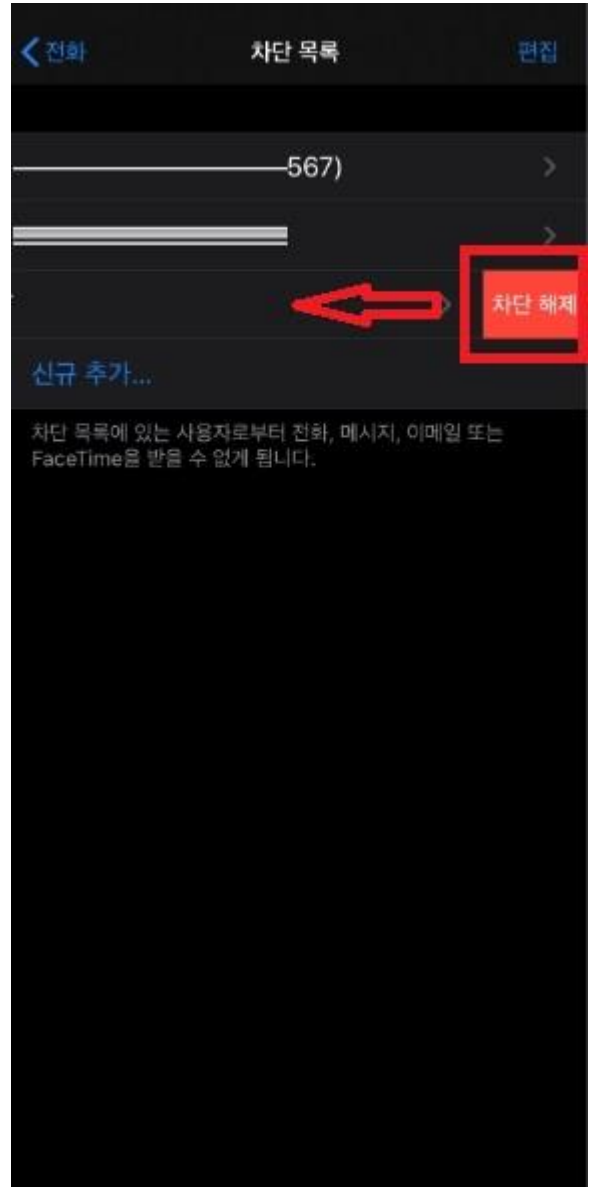 전화
차단 목록
편집
567)
차단 해제
신규 추가...
차단 목록에 있는 사용자로부터 전화, 메시지, 이메일 또는
FaceTime을 받을 수 없게 됩니다.